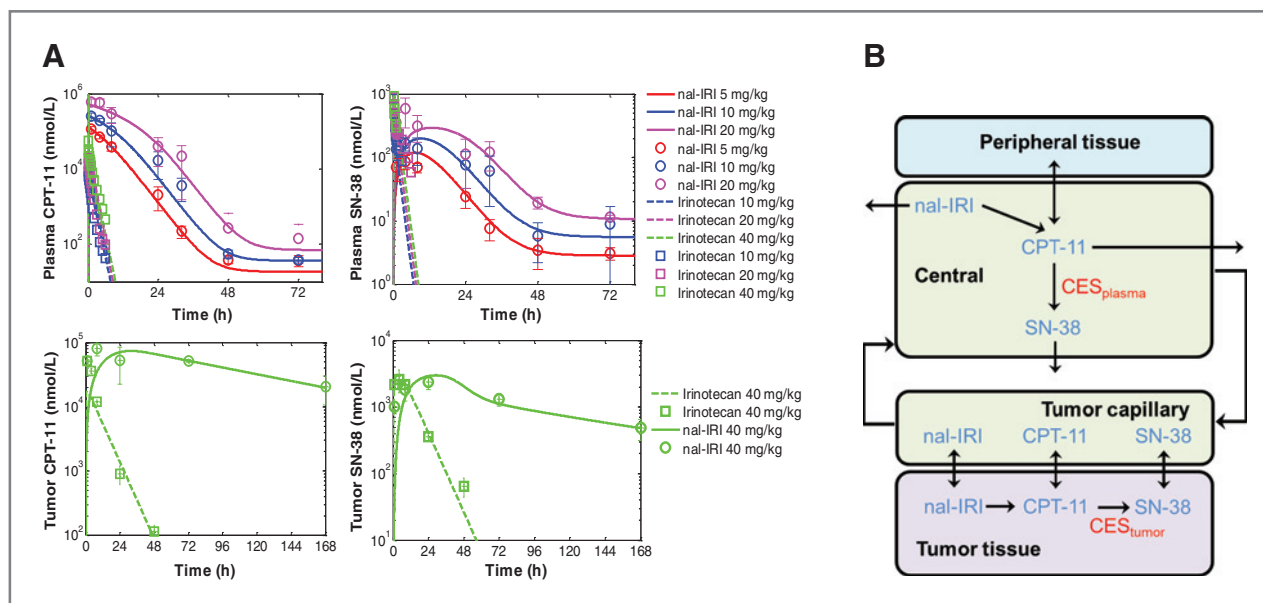 A
Plasma CPT-11 (nmol/L)
10^6
10^4
10^2
0 24 48 72
Time (h)
Plasma SN-38 (nmol/L)
10^3
10^2
10^1
10^0
0 24 48 72
Time (h)
nal-IRI 5 mg/kg
nal-IRI 10 mg/kg
nal-IRI 20 mg/kg
nal-IRI 5 mg/kg
nal-IRI 10 mg/kg
nal-IRI 20 mg/kg
Irinotecan 10 mg/kg
Irinotecan 20 mg/kg
Irinotecan 40 mg/kg
Irinotecan 10 mg/kg
Irinotecan 20 mg/kg
Irinotecan 40 mg/kg
Tumor CPT-11 (nmol/L)
10^5
10^4
10^3
10^2
0 24 48 72 96 120 144 168
Time (h)
Tumor SN-38 (nmol/L)
10^4
10^3
10^2
10^1
0 24 48 72 96 120 144 168
Time (h)
Irinotecan 40 mg/kg
Irinotecan 40 mg/kg
nal-IRI 40 mg/kg
nal-IRI 40 mg/kg
B
Peripheral tissue
nal-IRI
CPT-11
Central
CESplasma
SN-38
Tumor capillary
nal-IRI CPT-11 SN-38
nal-IRI CPT-11 SN-38
CEStumor
Tumor tissue